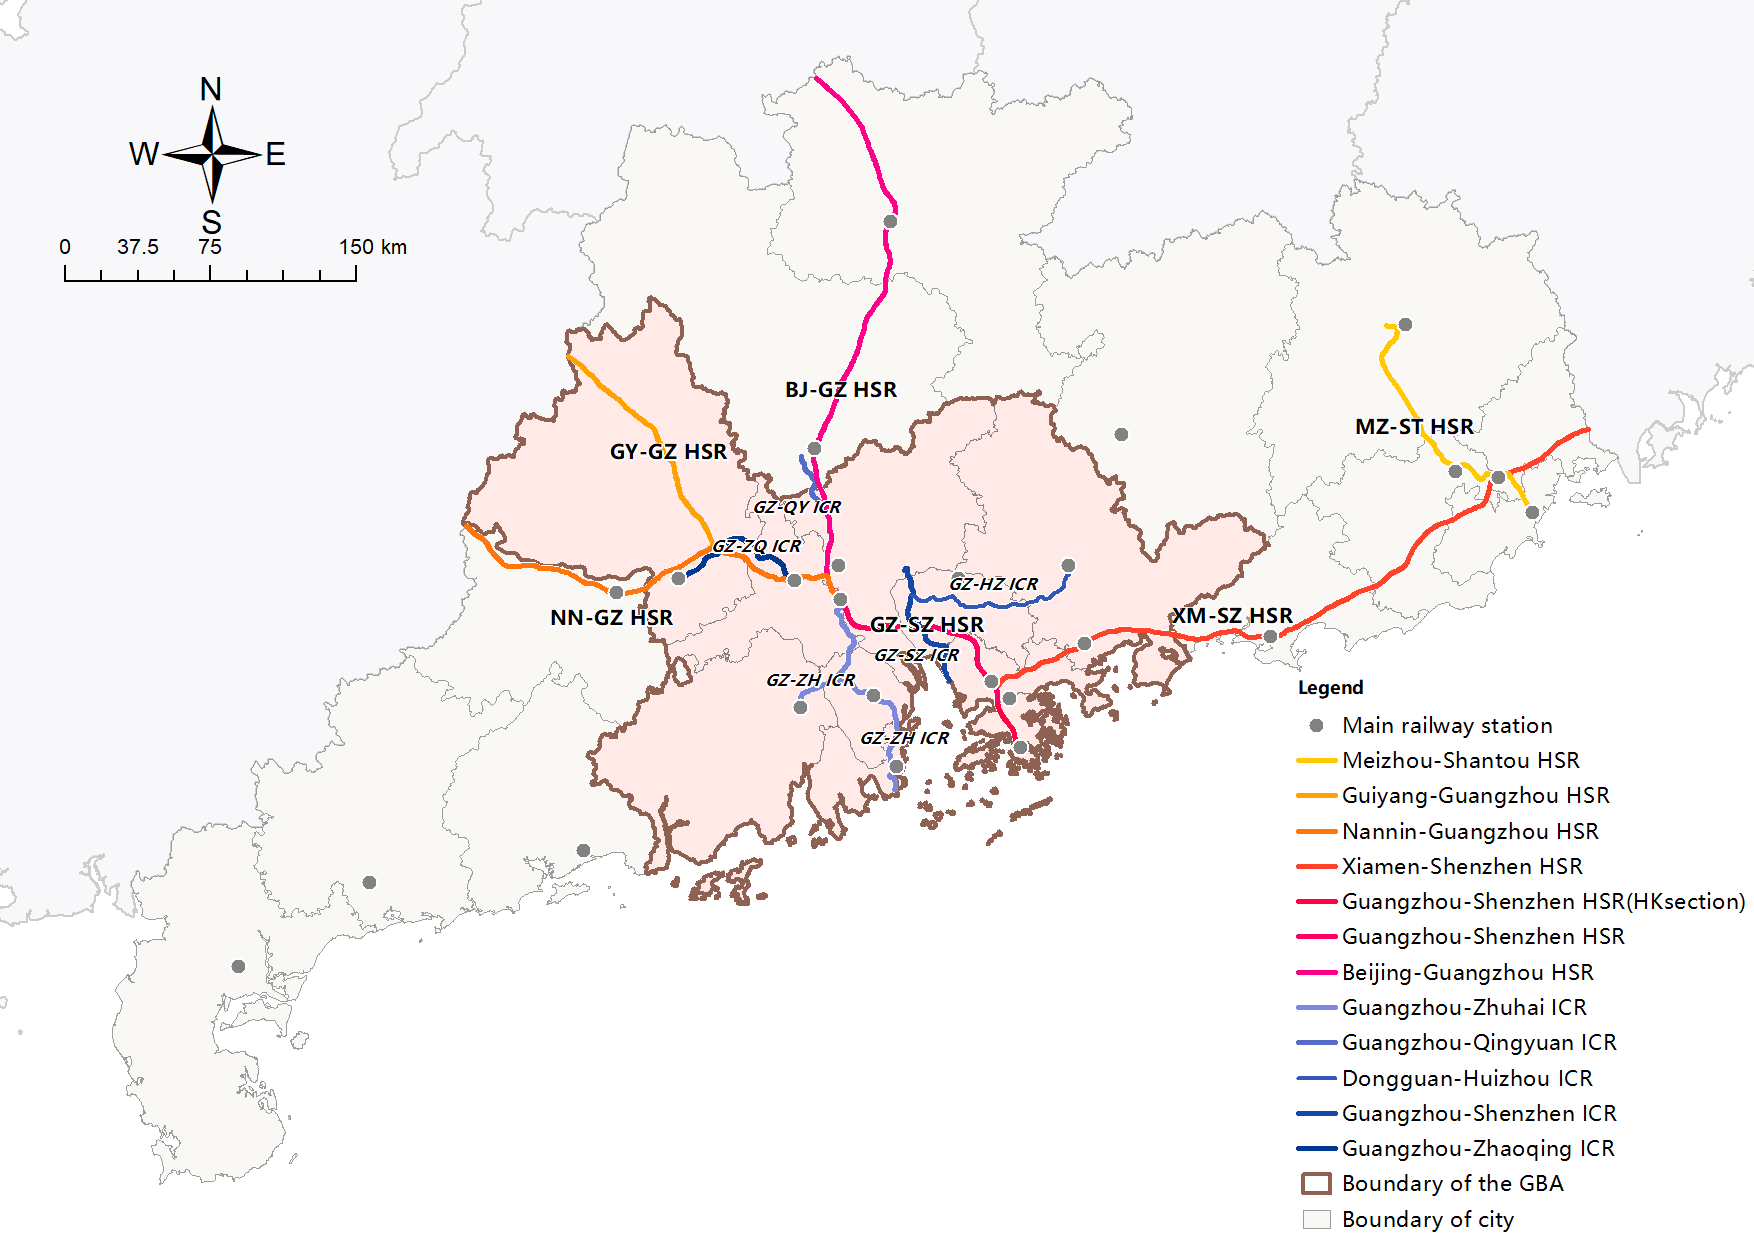 N
W E
S
0 37.5 75 150 km
BJ-GZ HSR
GY-GZ HSR
MZ-ST HSR
GZ-QY ICR
GZ-ZQ ICR
GZ-HZ ICR
NN-GZ HSR
GZ-SZ HSR
XM-SZ HSR
GZ-SZ ICR
GZ-ZH ICR
GZ-ZH ICR
Legend
Main railway station
Meizhou-Shantou HSR
Guiyang-Guangzhou HSR
Nannin-Guangzhou HSR
Xiamen-Shenzhen HSR
Guangzhou-Shenzhen HSR(HKsection)
Guangzhou-Shenzhen HSR
Beijing-Guangzhou HSR
Guangzhou-Zhuhai ICR
Guangzhou-Qingyuan ICR
Dongguan-Huizhou ICR
Guangzhou-Shenzhen ICR
Guangzhou-Zhaoqing ICR
Boundary of the GBA
Boundary of city